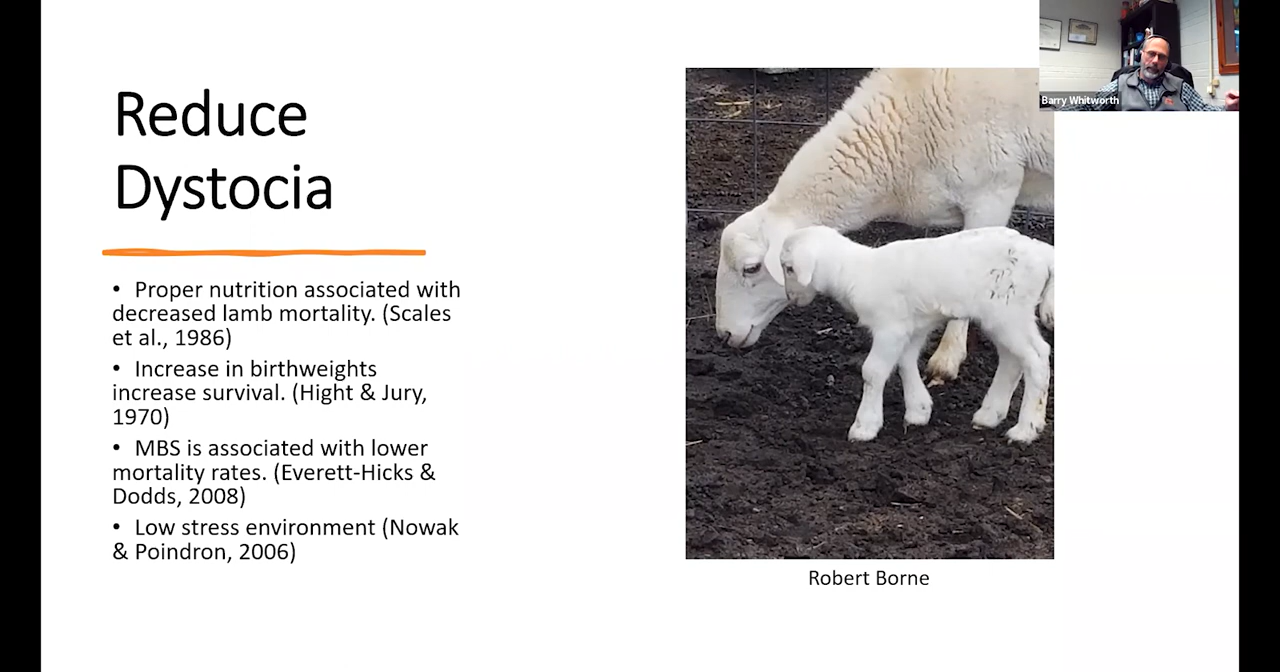 Reduce
Dystocia
• Proper nutrition associated with
decreased lamb mortality. (Scales
et al., 1986)
• Increase in birthweights
increase survival. (Hight & Jury,
1970)
• MBS is associated with lower
mortality rates. (Everett-Hicks &
Dodds, 2008)
• Low stress environment (Nowak
& Poindron, 2006)
Robert Borne
Barry Whitworth